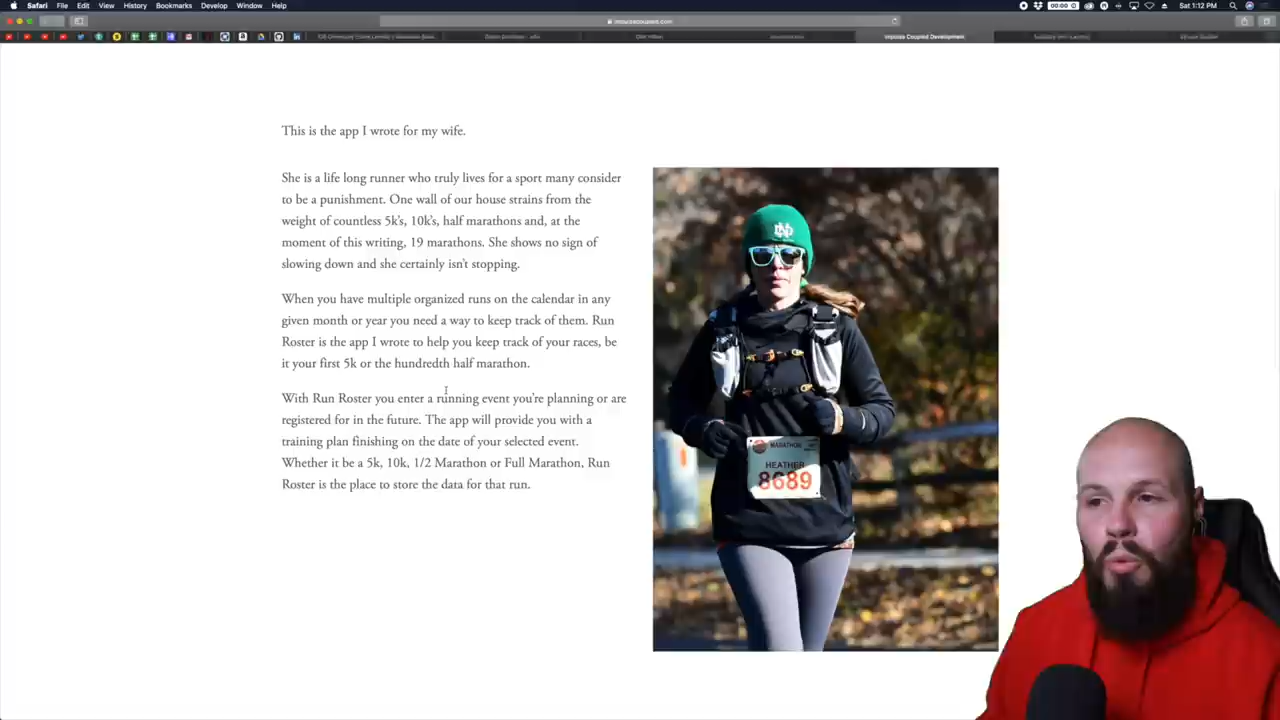 Safari File Edit View History Bookmarks Develop Window Help
00:00
Sat 1:12 PM
Impulse Coupled Development
This is the app I wrote for my wife.
She is a life long runner who truly lives for a sport many consider
to be a punishment. One wall of our house strains from the
weight of countless 5k's, 10k's, half marathons and, at the
moment of this writing, 19 marathons. She shows no sign of
slowing down and she certainly isn't stopping.
When you have multiple organized runs on the calendar in any
given month or year you need a way to keep track of them. Run
Roster is the app I wrote to help you keep track of your races, be
it your first 5k or the hundredth half marathon.
With Run Roster you enter a running event you're planning or are
registered for in the future. The app will provide you with a
training plan finishing on the date of your selected event.
Whether it be a 5k, 10k, 1/2 Marathon or Full Marathon, Run
Roster is the place to store the data for that run.
ND
MARATHON
HEATHER
8689